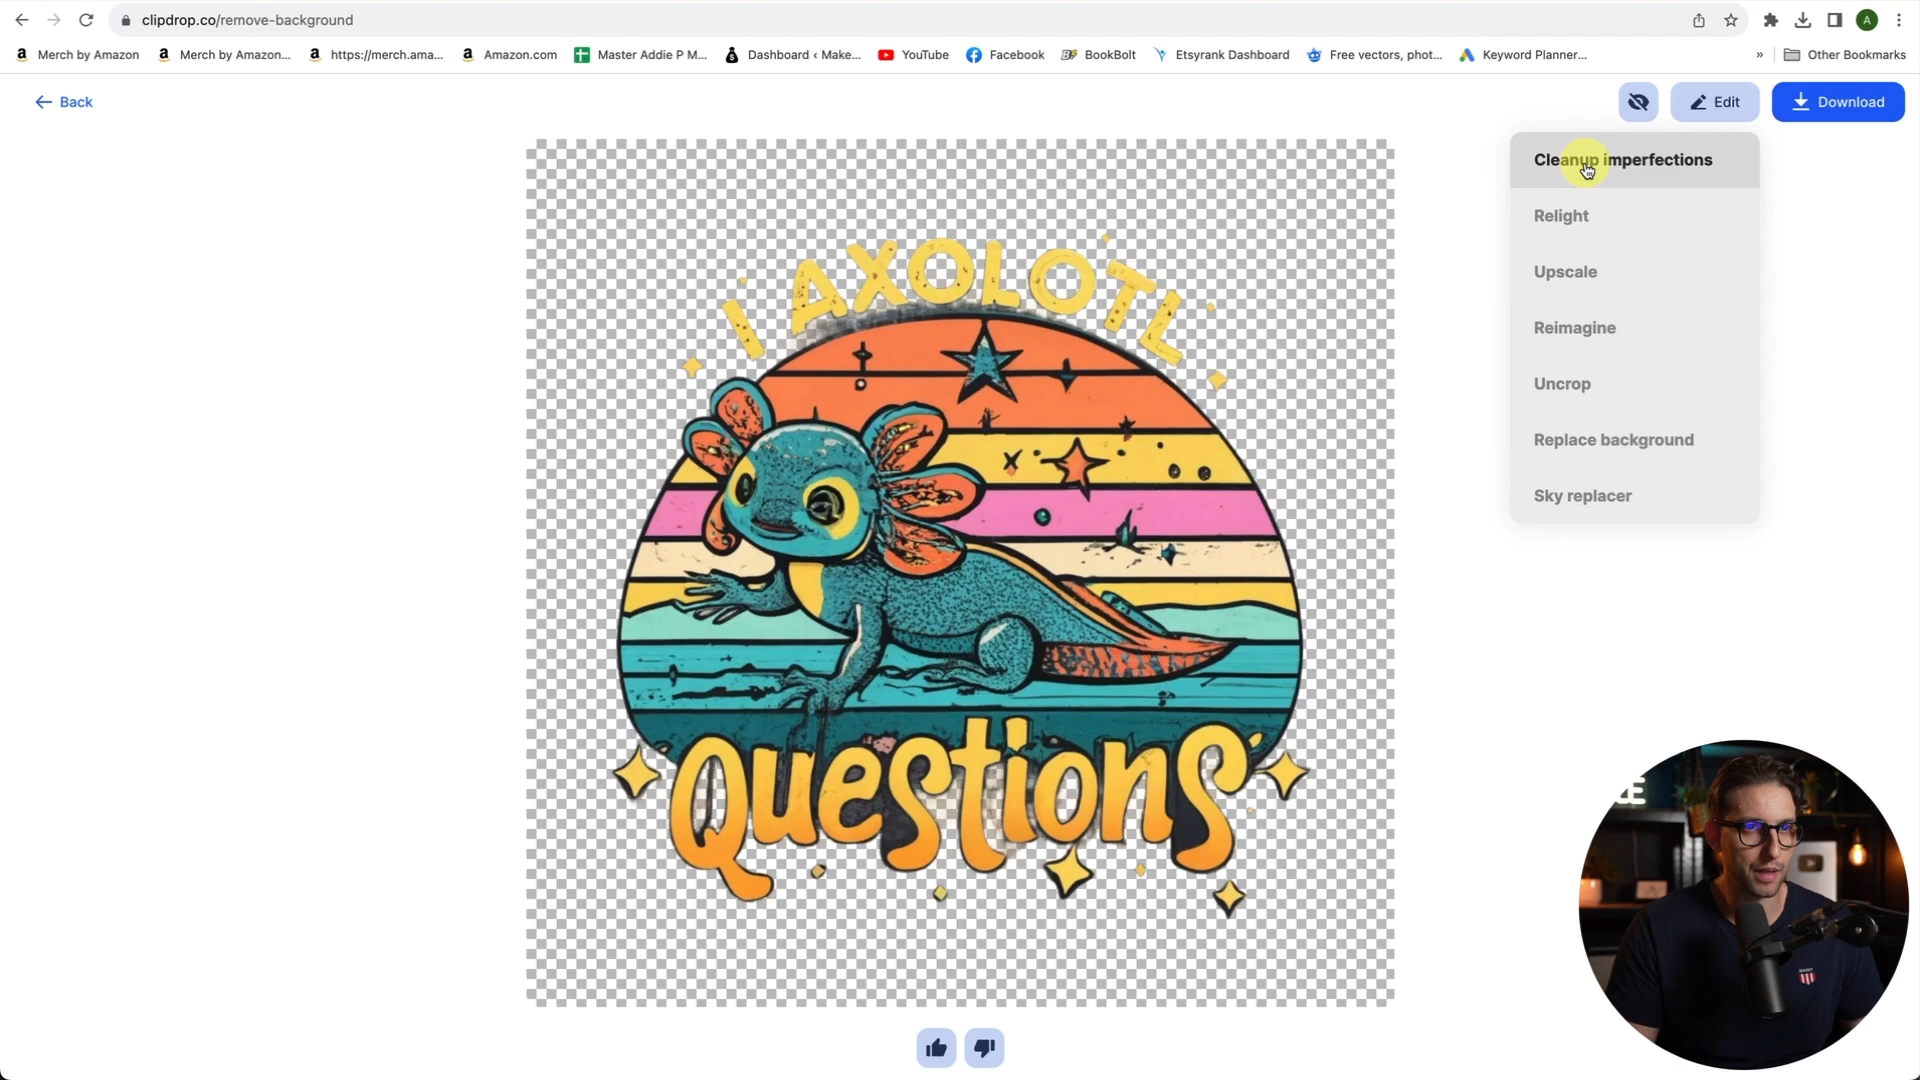 clipdrop.co/remove-background
A
Merch by Amazon
Merch by Amazon...
https://merch.ama...
Amazon.com
Master Addie P M...
Dashboard ‹ Make...
YouTube
Facebook
BookBolt
Etsyrank Dashboard
Free vectors, phot...
Keyword Planner...
»
Other Bookmarks
Back
Edit
Download
Cleanup imperfections
Relight
Upscale
Reimagine
Uncrop
Replace background
Sky replacer
I AXOLOTL
Questions